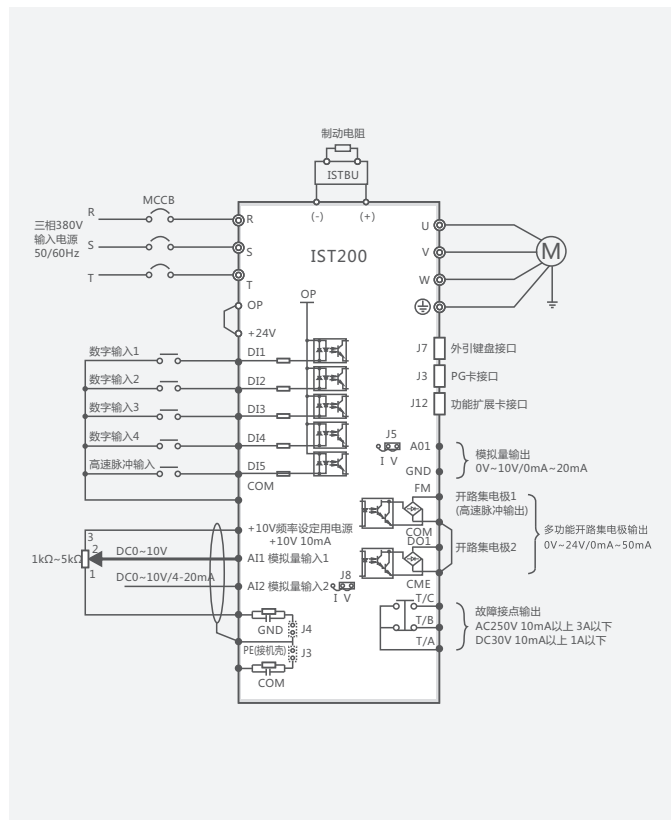 制动电阻
ISTBU
(-)
(+)
MCCB
R
R
三相380V
输入电源
50/60Hz
S
S
T
T
IST200
U
V
W
M
OP
OP
+24V
数字输入1
DI1
数字输入2
DI2
数字输入3
DI3
数字输入4
DI4
高速脉冲输入
DI5
COM
J7
外引键盘接口
J3
PG卡接口
J12
功能扩展卡接口
J5
I V
A01
GND
模拟量输出
0V~10V/0mA~20mA
FM
开路集电极1
(高速脉冲输出)
COM
DO1
开路集电极2
CME
多功能开路集电极输出
0V~24V/0mA~50mA
+10V频率设定用电源
+10V 10mA
3
2
1
1kΩ~5kΩ
DC0~10V
AI1 模拟量输入1
DC0~10V/4-20mA
AI2 模拟量输入2
J8
I V
T/C
T/B
T/A
故障接点输出
AC250V 10mA以上 3A以下
DC30V 10mA以上 1A以下
GND
J4
PE(接机壳)
J3
COM